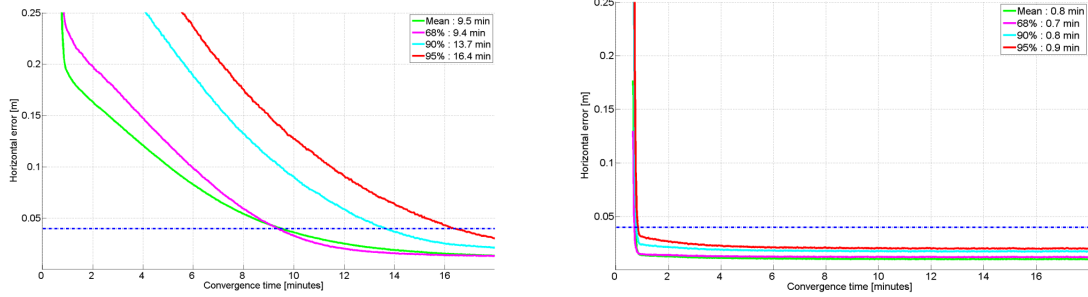 0.25
0.2
0.15
0.1
0.05
0
Horizontal error [m]
0 2 4 6 8 10 12 14 16
Convergence time [minutes]
Mean : 9.5 min
68% : 9.4 min
90% : 13.7 min
95% : 16.4 min
0.25
0.2
0.15
0.1
0.05
0
Horizontal error [m]
0 2 4 6 8 10 12 14 16
Convergence time [minutes]
Mean : 0.8 min
68% : 0.7 min
90% : 0.8 min
95% : 0.9 min